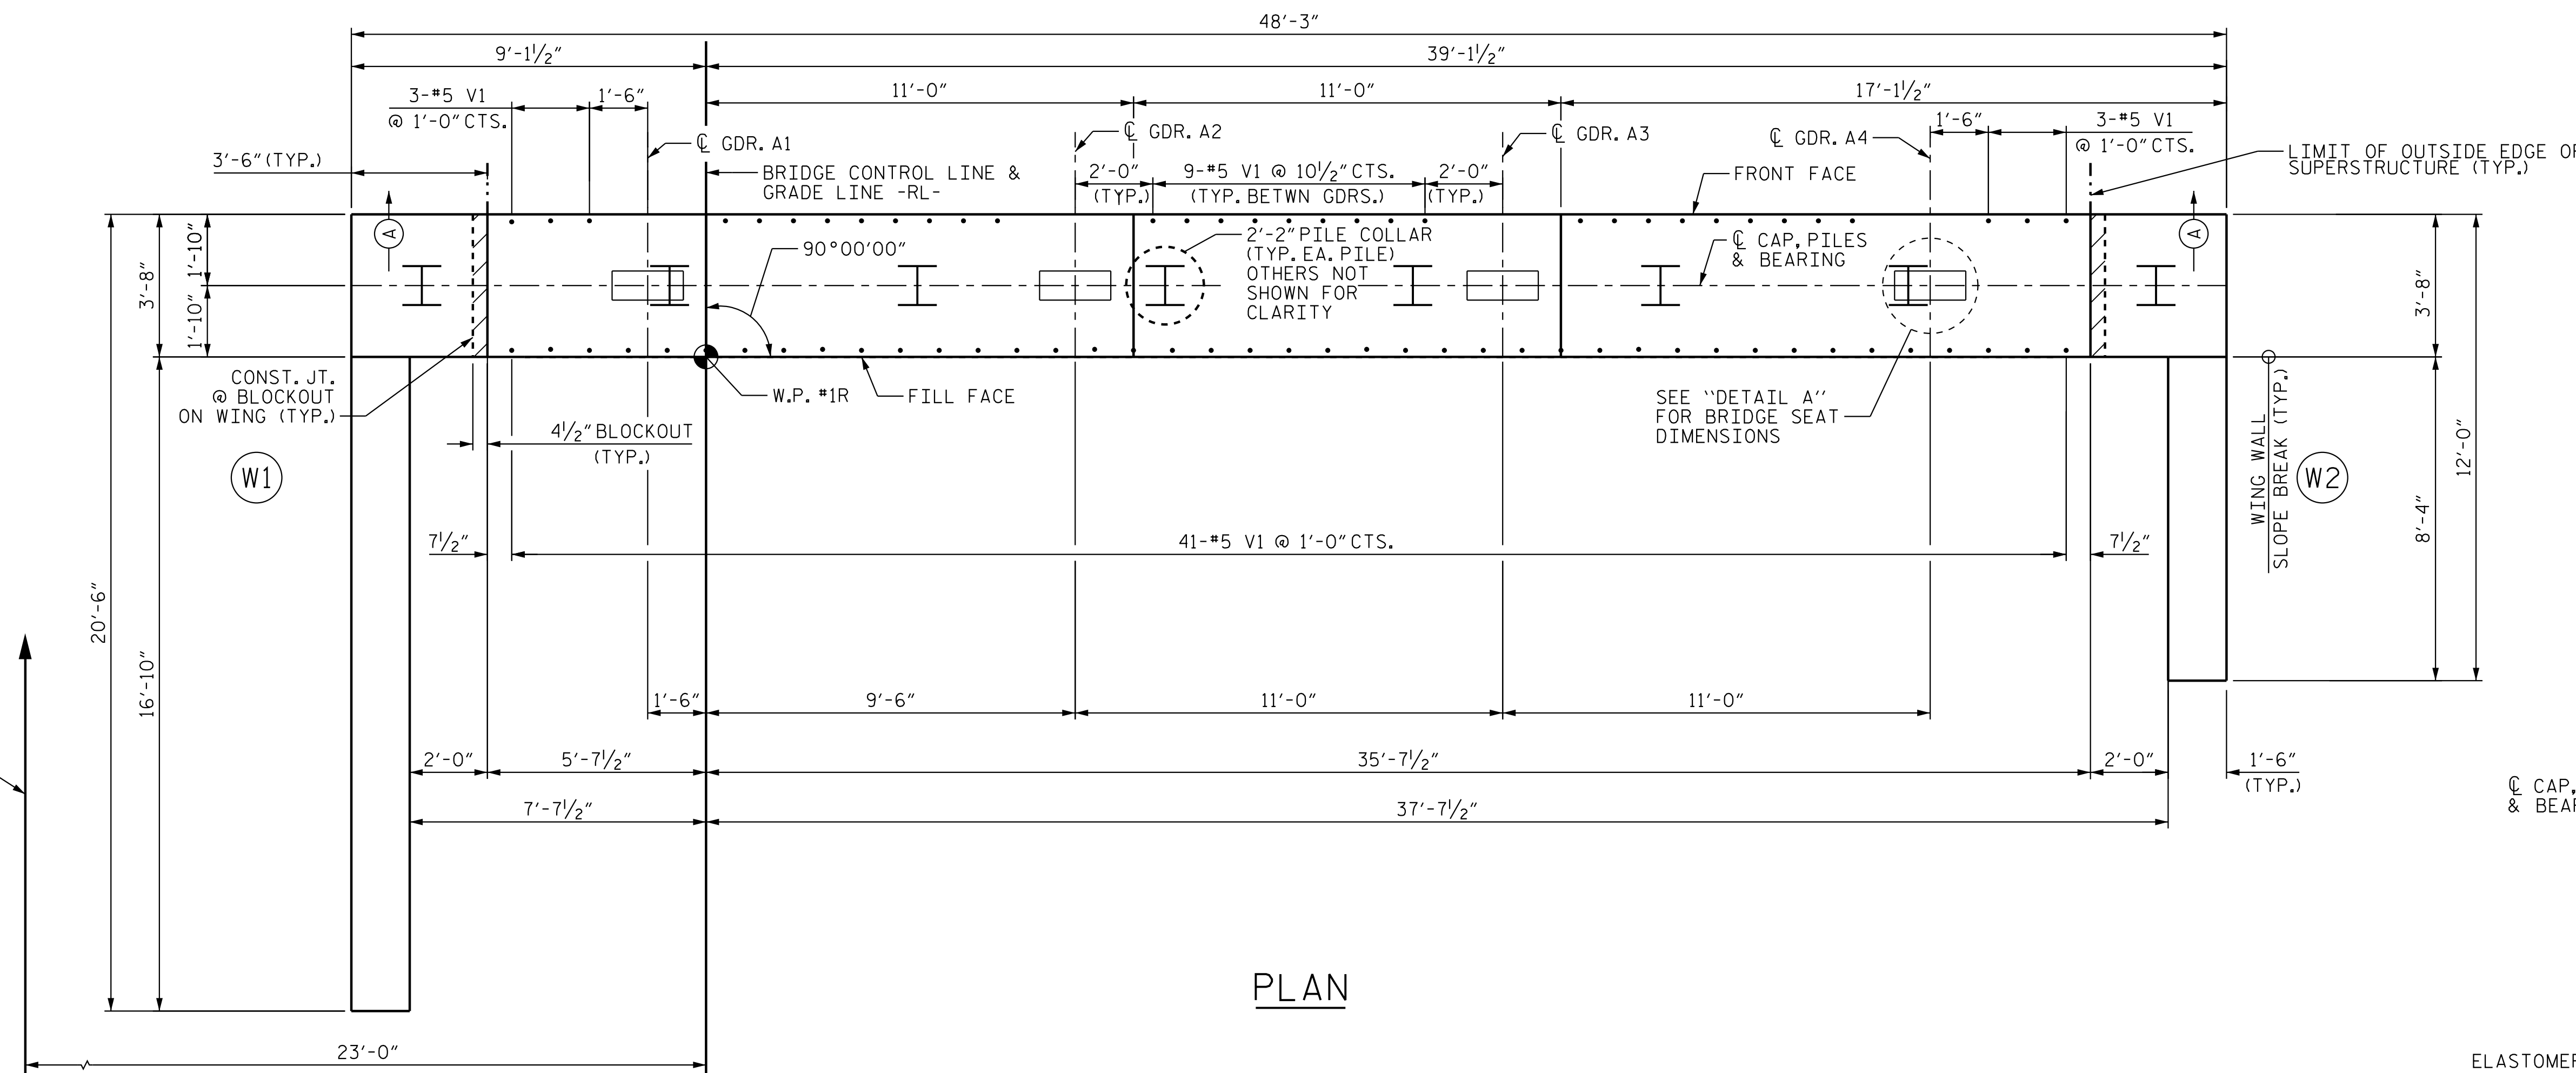 48'-3"
9'-1½"
39'-1½"
11'-0"
11'-0"
17'-1½"
3-#5 V1
@ 1'-0" CTS.
1'-6"
℄ GDR. A1
℄ GDR. A2
℄ GDR. A3
℄ GDR. A4
1'-6"
3-#5 V1
@ 1'-0" CTS.
3'-6" (TYP.)
BRIDGE CONTROL LINE &
GRADE LINE -RL-
2'-0"
(TYP.)
9-#5 V1 @ 10½" CTS.
(TYP. BETWN GDRS.)
2'-0"
(TYP.)
FRONT FACE
LIMIT OF OUTSIDE EDGE OF
SUPERSTRUCTURE (TYP.)
A
A
3'-8"
1'-10"
1'-10"
90°00'00"
2'-2" PILE COLLAR
(TYP. EA. PILE)
OTHERS NOT
SHOWN FOR
CLARITY
℄ CAP, PILES
& BEARING
3'-8"
CONST. JT.
@ BLOCKOUT
ON WING (TYP.)
W.P. #1R
FILL FACE
SEE "DETAIL A"
FOR BRIDGE SEAT
DIMENSIONS
4½" BLOCKOUT
(TYP.)
W1
WING WALL
SLOPE BREAK (TYP.)
W2
12'-0"
8'-4"
7½"
41-#5 V1 @ 1'-0" CTS.
7½"
20'-6"
16'-10"
1'-6"
9'-6"
11'-0"
11'-0"
2'-0"
5'-7½"
35'-7½"
2'-0"
1'-6"
(TYP.)
7'-7½"
37'-7½"
℄ CAP,
& BEAR
PLAN
23'-0"
ELASTOMER